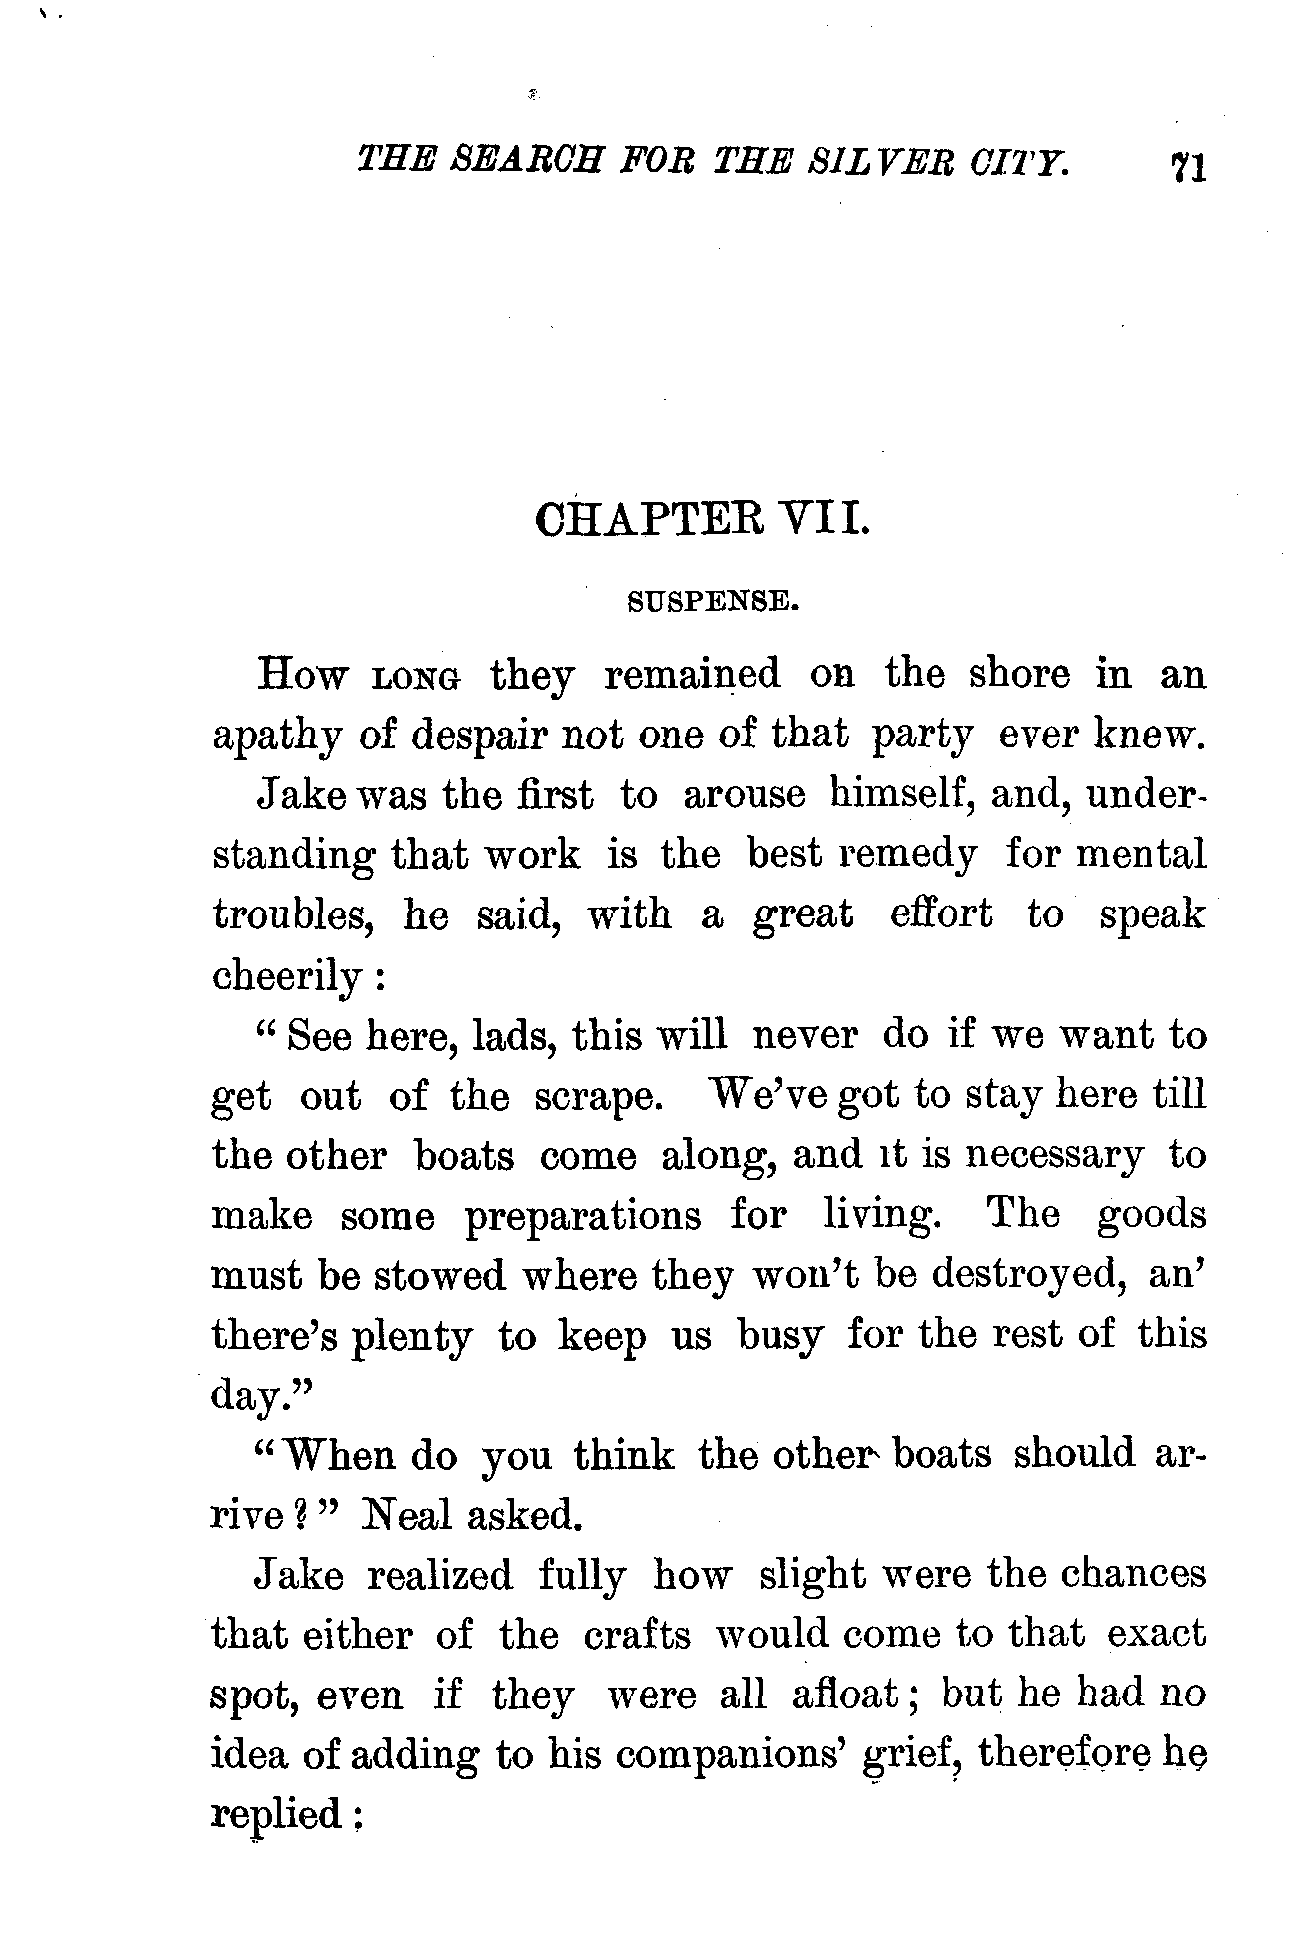 THE SEARCH FOR THE SILVER CITY. 71
CHAPTER VII.
SUSPENSE.
How long they remained on the shore in an
apathy of despair not one of that party ever knew.
Jake was the first to arouse himself, and, under-
standing that work is the best remedy for mental
troubles, he said, with a great effort to speak
cheerily :
“ See here, lads, this will never do if we want to
get out of the scrape. We’ve got to stay here till
the other boats come along, and it is necessary to
make some preparations for living. The goods
must be stowed where they won’t be destroyed, an’
there’s plenty to keep us busy for the rest of this
day.”
“ When do you think the other boats should ar-
rive ? ” Neal asked.
Jake realized fully how slight were the chances
that either of the crafts would come to that exact
spot, even if they were all afloat ; but he had no
idea of adding to his companions’ grief, therefore he
replied :